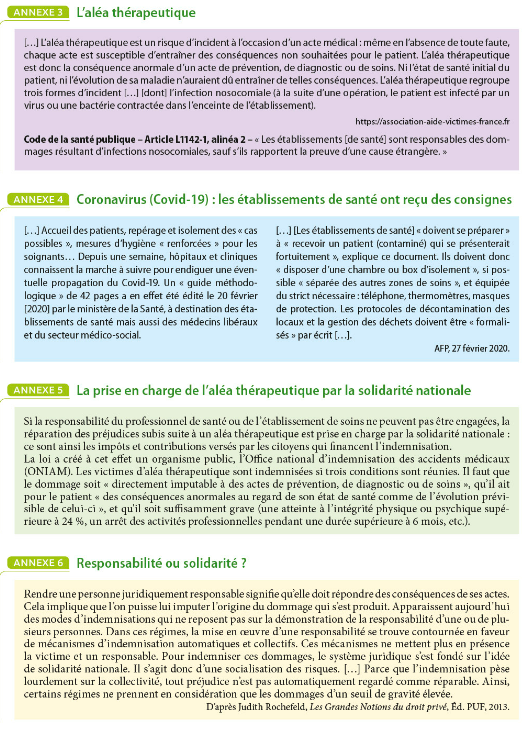 ANNEXE 3 L'aléa thérapeutique
[…] L'aléa thérapeutique est un risque d'incident à l'occasion d'un acte médical : même en l'absence de toute faute,
chaque acte est susceptible d'entraîner des conséquences non souhaitées pour le patient. L'aléa thérapeutique
est donc la conséquence anormale d'un acte de prévention, de diagnostic ou de soins. Ni l'état de santé initial du
patient, ni l'évolution de sa maladie n'auraient dû entraîner de telles conséquences. L'aléa thérapeutique regroupe
trois formes d'incident […] [dont] l'infection nosocomiale (à la suite d'une opération, le patient est infecté par un
virus ou une bactérie contractée dans l'enceinte de l'établissement).
https://association-aide-victimes-france.fr
Code de la santé publique – Article L1142-1, alinéa 2 – « Les établissements [de santé] sont responsables des dom-
mages résultant d'infections nosocomiales, sauf s'ils rapportent la preuve d'une cause étrangère. »
ANNEXE 4 Coronavirus (Covid-19) : les établissements de santé ont reçu des consignes
[…] Accueil des patients, repérage et isolement des « cas
possibles », mesures d'hygiène « renforcées » pour les
soignants… Depuis une semaine, hôpitaux et cliniques
connaissent la marche à suivre pour endiguer une éven-
tuelle propagation du Covid-19. Un « guide méthodo-
logique » de 42 pages a en effet été édité le 20 février
[2020] par le ministère de la Santé, à destination des éta-
blissements de santé mais aussi des médecins libéraux
et du secteur médico-social.
[…] [Les établissements de santé] « doivent se préparer »
à « recevoir un patient (contaminé) qui se présenterait
fortuitement », explique ce document. Ils doivent donc
« disposer d'une chambre ou box d'isolement », si pos-
sible « séparée des autres zones de soins », et équipée
du strict nécessaire : téléphone, thermomètres, masques
de protection. Les protocoles de décontamination des
locaux et la gestion des déchets doivent être « formali-
sés » par écrit […].
AFP, 27 février 2020.
ANNEXE 5 La prise en charge de l'aléa thérapeutique par la solidarité nationale
Si la responsabilité du professionnel de santé ou de l'établissement de soins ne peuvent pas être engagées, la
réparation des préjudices subis suite à un aléa thérapeutique est prise en charge par la solidarité nationale :
ce sont ainsi les impôts et contributions versés par les citoyens qui financent l'indemnisation.
La loi a créé à cet effet un organisme public, l'Office national d'indemnisation des accidents médicaux
(ONIAM). Les victimes d'aléa thérapeutique sont indemnisées si trois conditions sont réunies. Il faut que
le dommage soit « directement imputable à des actes de prévention, de diagnostic ou de soins », qu'il ait
pour le patient « des conséquences anormales au regard de son état de santé comme de l'évolution prévi-
sible de celui-ci », et qu'il soit suffisamment grave (une atteinte à l'intégrité physique ou psychique supé-
rieure à 24 %, un arrêt des activités professionnelles pendant une durée supérieure à 6 mois, etc.).
ANNEXE 6 Responsabilité ou solidarité ?
Rendre une personne juridiquement responsable signifie qu'elle doit répondre des conséquences de ses actes.
Cela implique que l'on puisse lui imputer l'origine du dommage qui s'est produit. Apparaissent aujourd'hui
des modes d'indemnisations qui ne reposent pas sur la démonstration de la responsabilité d'une ou de plu-
sieurs personnes. Dans ces régimes, la mise en œuvre d'une responsabilité se trouve contournée en faveur
de mécanismes d'indemnisation automatiques et collectifs. Ces mécanismes ne mettent plus en présence
la victime et un responsable. Pour indemniser ces dommages, le système juridique s'est fondé sur l'idée
de solidarité nationale. Il s'agit donc d'une socialisation des risques. […] Parce que l'indemnisation pèse
lourdement sur la collectivité, tout préjudice n'est pas automatiquement regardé comme réparable. Ainsi,
certains régimes ne prennent en considération que les dommages d'un seuil de gravité élevée.
D'après Judith Rochefeld, Les Grandes Notions du droit privé, Éd. PUF, 2013.